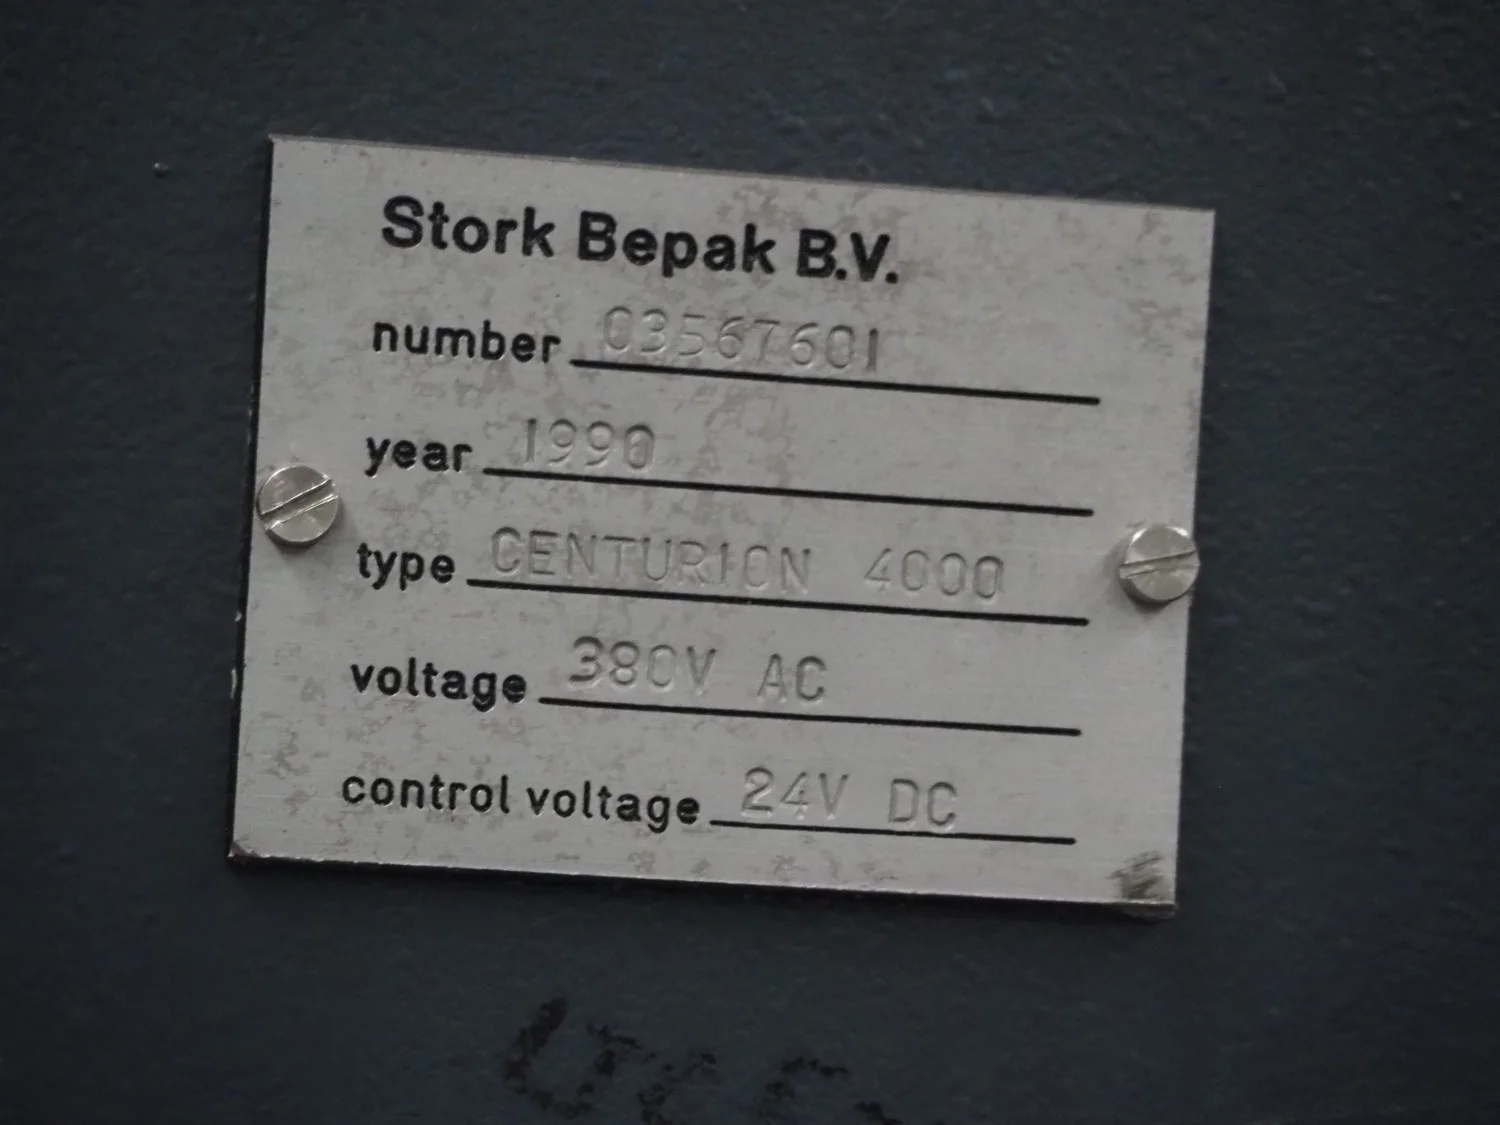 Stork Bepak B.V.
number 03567601
year 1990
type CENTURION 4000
voltage 380V AC
control voltage 24V DC